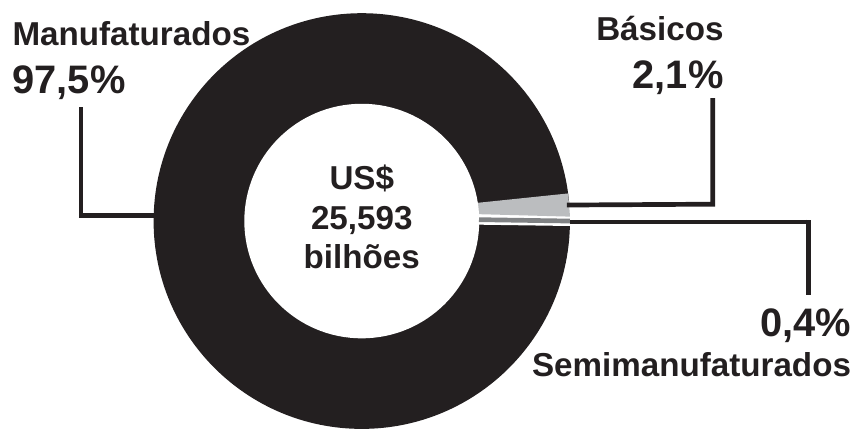 Manufaturados
97,5%
Básicos
2,1%
US$
25,593
bilhões
0,4%
Semimanufaturados